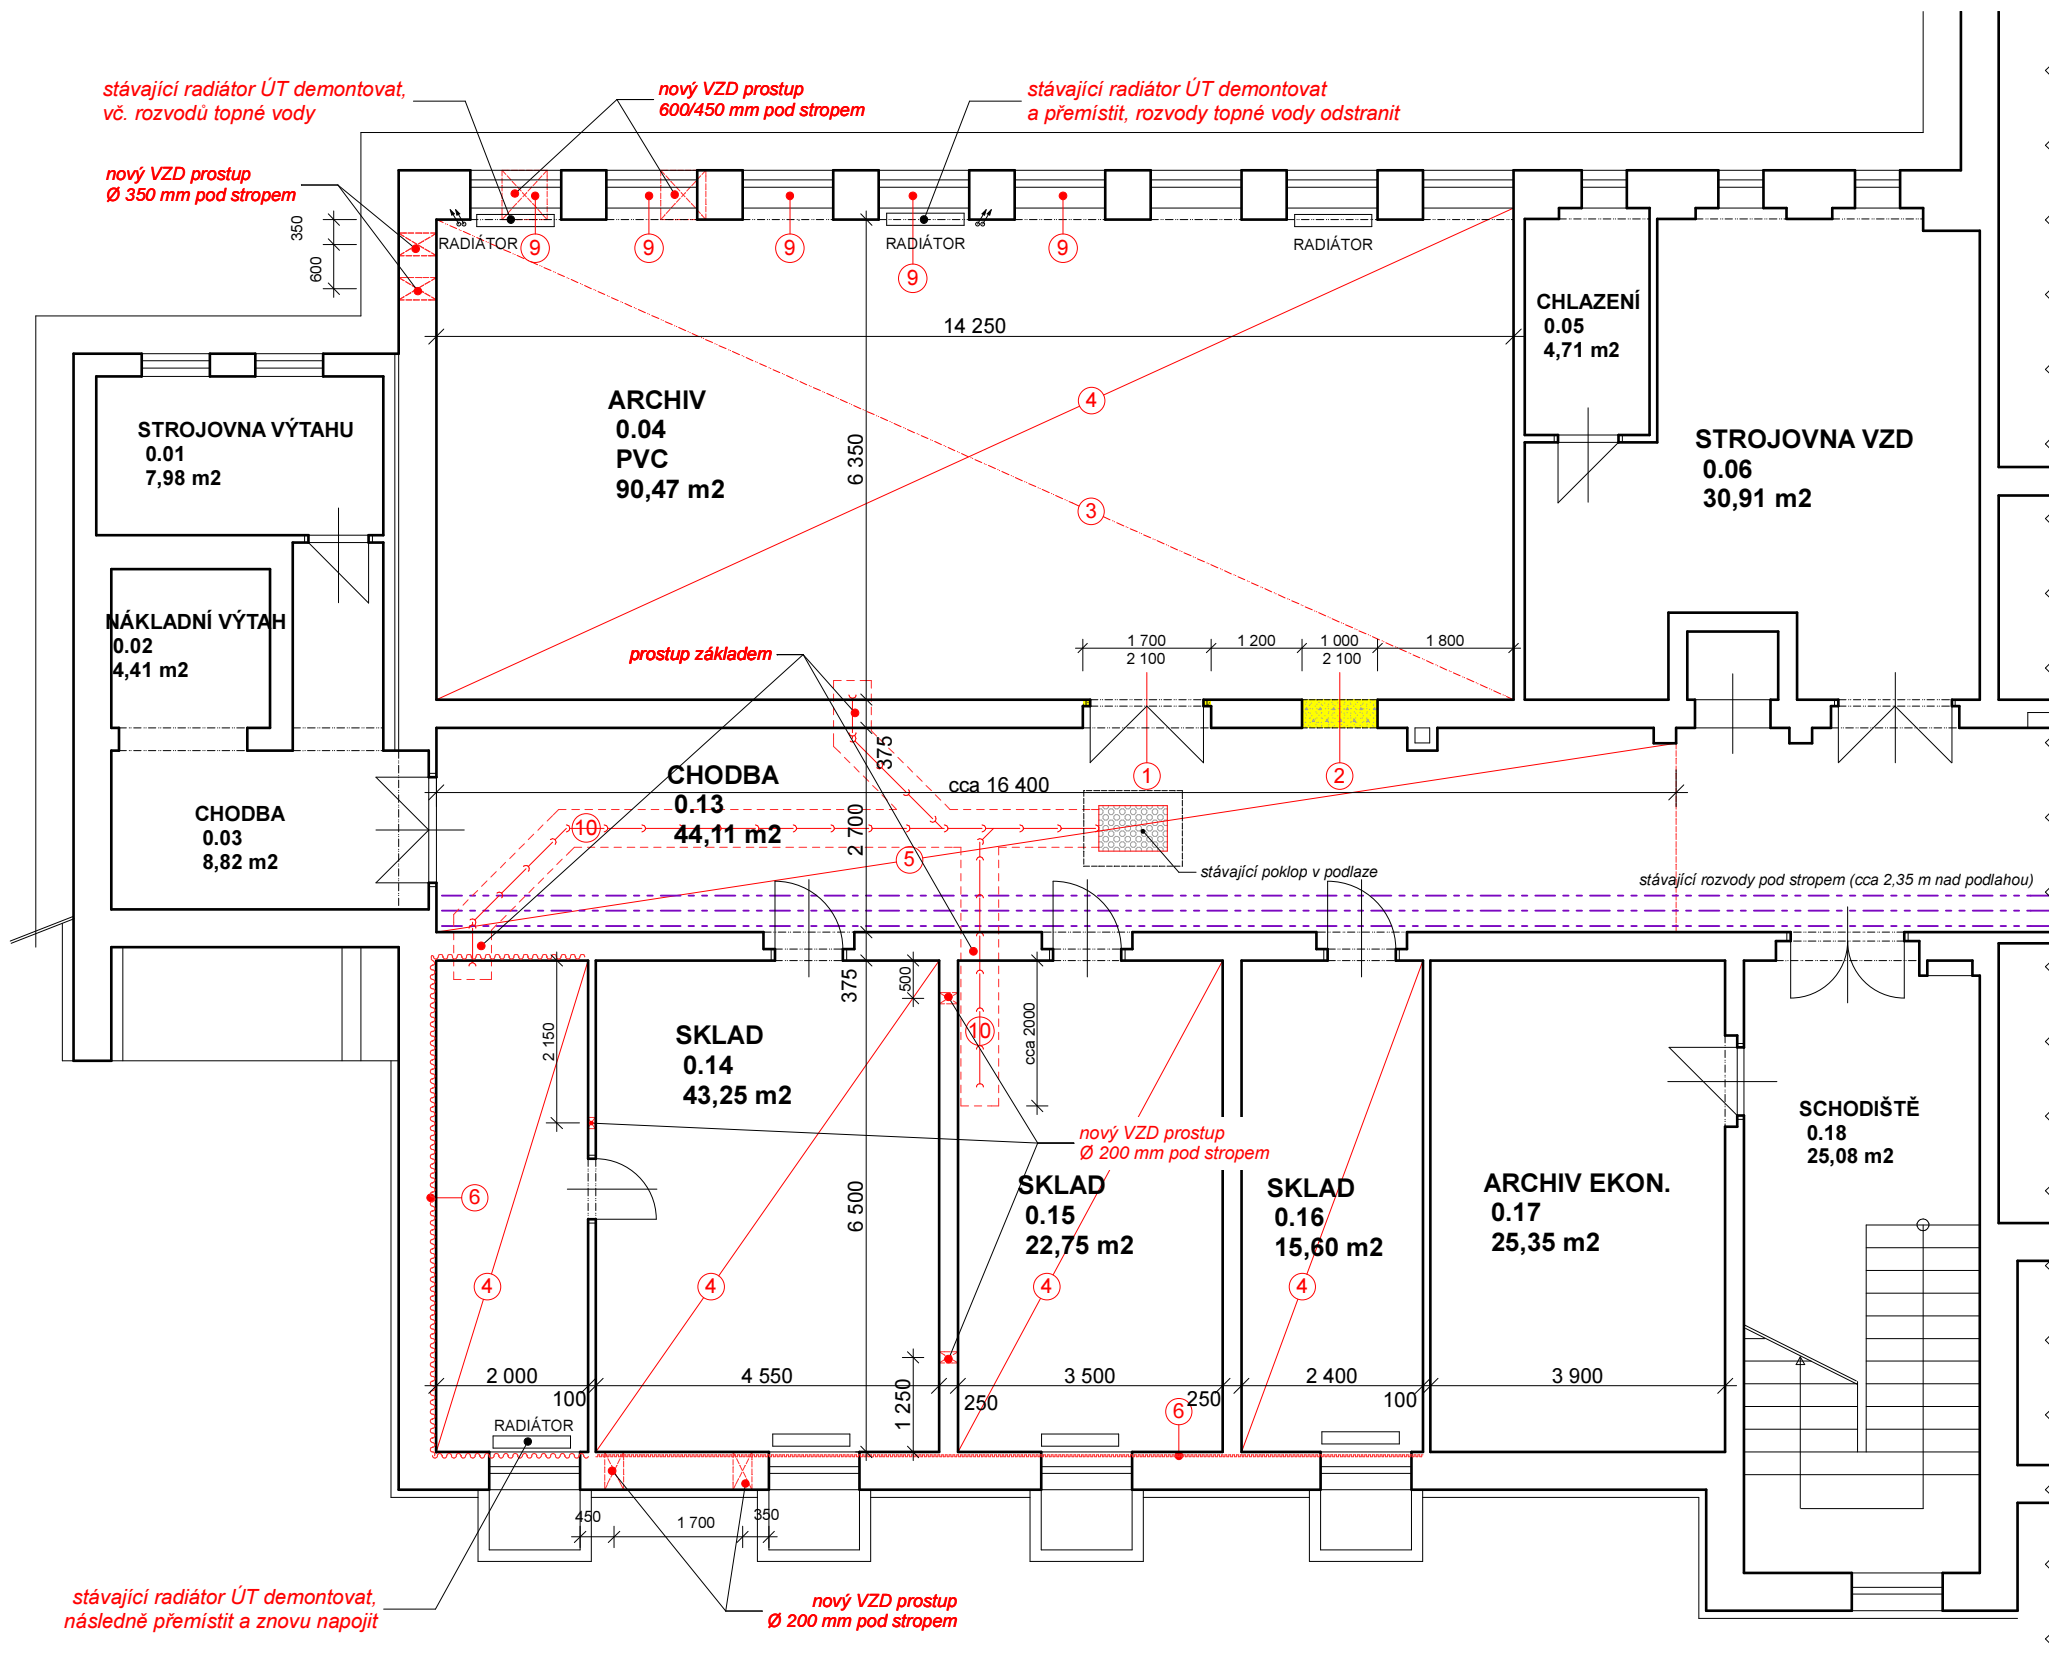 stávající radiátor ÚT demontovat,
vč. rozvodů topné vody
nový VZD prostup
600/450 mm pod stropem
stávající radiátor ÚT demontovat
a přemístit, rozvody topné vody odstranit
nový VZD prostup
Ø 350 mm pod stropem
350
600
RADIÁTOR
9
9
9
RADIÁTOR
9
9
RADIÁTOR
14 250
6 350
CHLAZENÍ
0.05
4,71 m2
ARCHIV
0.04
PVC
90,47 m2
4
3
STROJOVNA VÝTAHU
0.01
7,98 m2
STROJOVNA VZD
0.06
30,91 m2
NÁKLADNÍ VÝTAH
0.02
4,41 m2
prostup základem
1 700
2 100
1 200
1 000
2 100
1 800
375
CHODBA
0.13
44,11 m2
cca 16 400
1
2
CHODBA
0.03
8,82 m2
10
2 700
5
stávající poklop v podlaze
stávající rozvody pod stropem (cca 2,35 m nad podlahou)
375
500
2 150
cca 2000
10
SKLAD
0.14
43,25 m2
nový VZD prostup
Ø 200 mm pod stropem
SKLAD
0.15
22,75 m2
SKLAD
0.16
15,60 m2
ARCHIV EKON.
0.17
25,35 m2
SCHODIŠTĚ
0.18
25,08 m2
6
6 500
4
4
4
4
2 000
100
4 550
1 250
250
3 500
250
6
2 400
100
3 900
RADIÁTOR
450
1 700
350
stávající radiátor ÚT demontovat,
následně přemístit a znovu napojit
nový VZD prostup
Ø 200 mm pod stropem